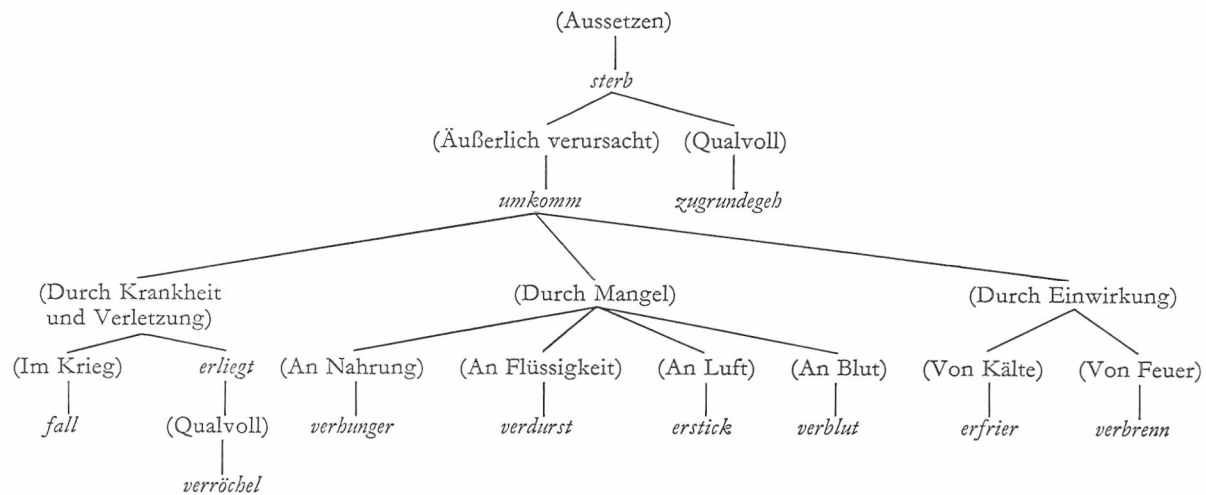 (Aussetzen)
sterb
(Äußerlich verursacht) (Qualvoll)
umkomm zugrundegeh
(Durch Krankheit
und Verletzung)
(Durch Mangel)
(Durch Einwirkung)
(Im Krieg) erliegt (An Nahrung) (An Flüssigkeit) (An Luft) (An Blut) (Von Kälte) (Von Feuer)
fall (Qualvoll) verhunger verdurst erstick verblut erfrier verbrenn
verröchel